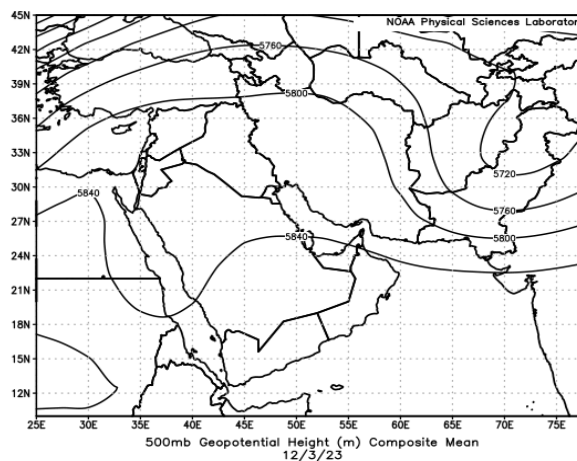 NOAA Physical Sciences Laborator
45N
42N
39N
36N
33N
30N
27N
24N
21N
18N
15N
12N
5760
5800
5720
5760
5800
5840
5840
25E 30E 35E 40E 45E 50E 55E 60E 65E 70E 75E
500mb Geopotential Height (m) Composite Mean
12/3/23